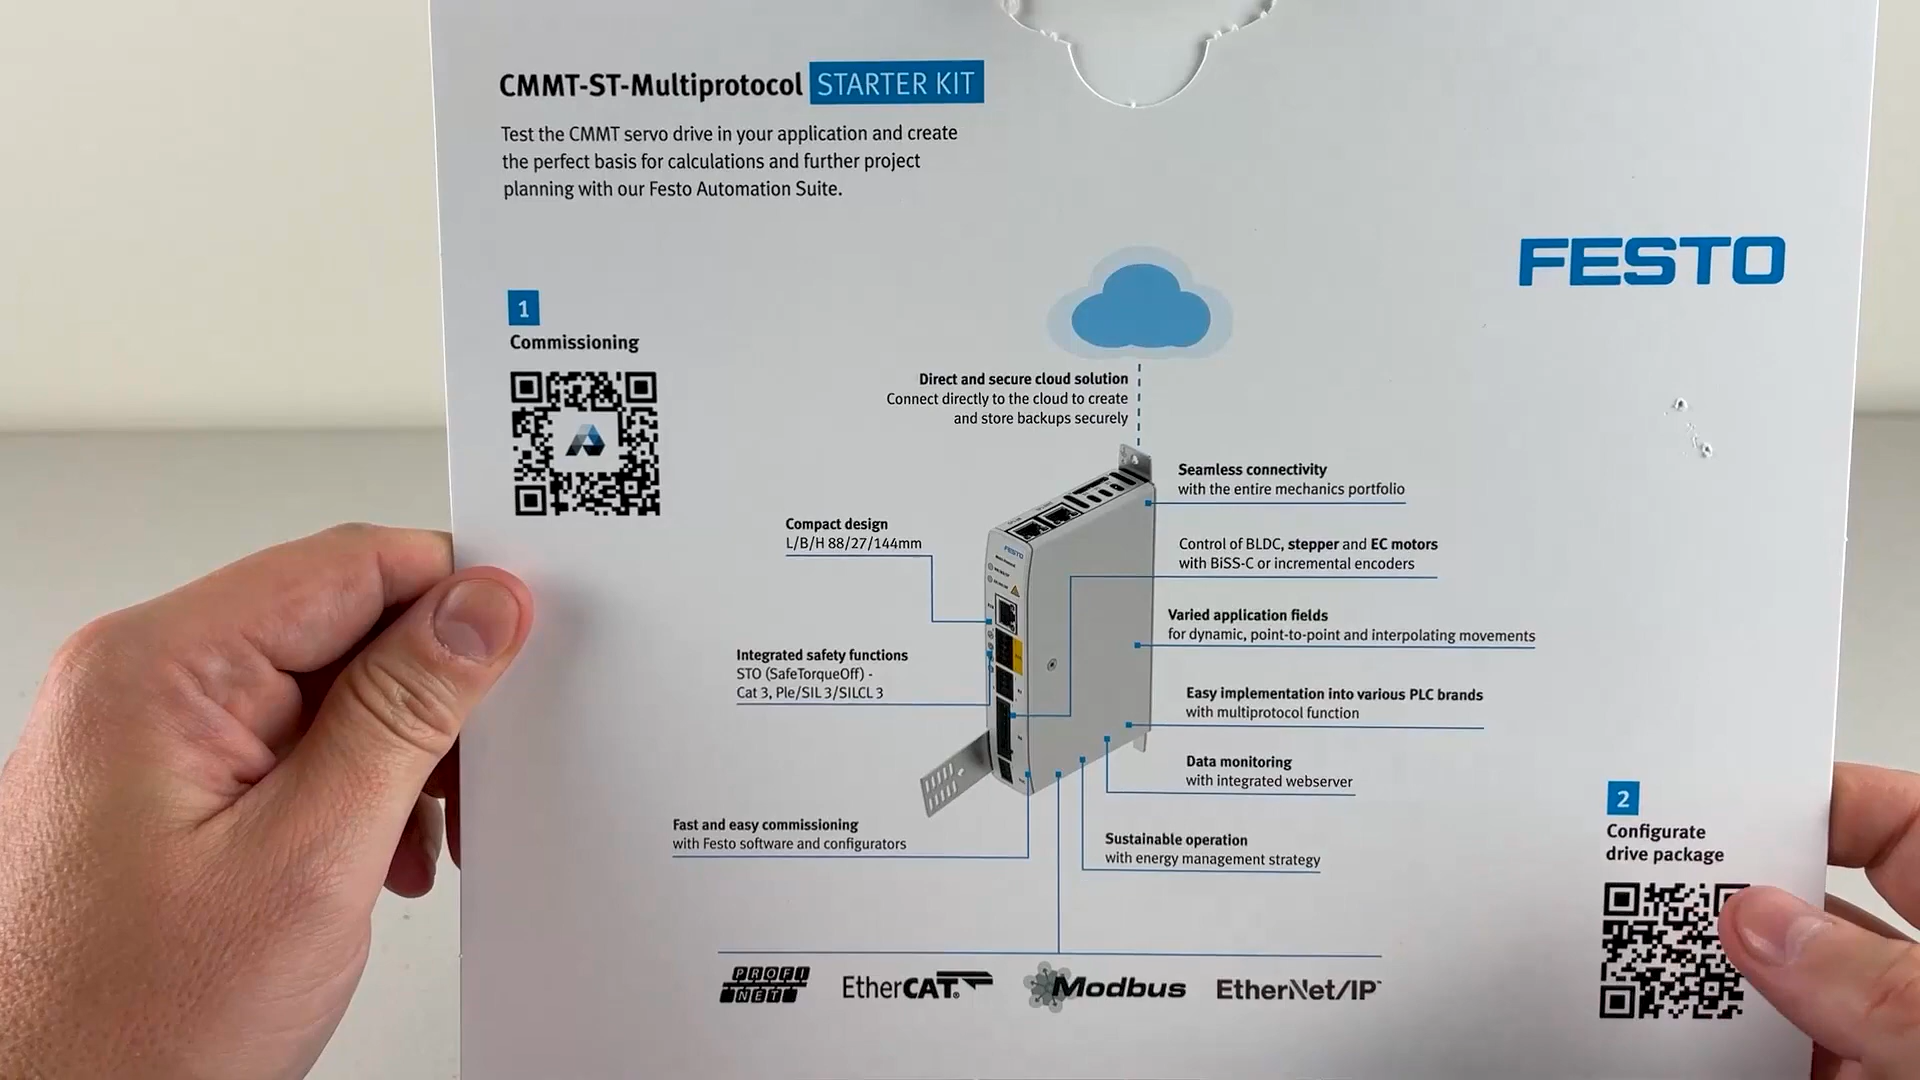 CMMT-ST-Multiprotocol STARTER KIT
Test the CMMT servo drive in your application and create
the perfect basis for calculations and further project
planning with our Festo Automation Suite.
FESTO
1
Commissioning
Direct and secure cloud solution
Connect directly to the cloud to create
and store backups securely
Seamless connectivity
with the entire mechanics portfolio
Compact design
L/B/H 88/27/144mm
Control of BLDC, stepper and EC motors
with BiSS-C or incremental encoders
FESTO
Varied application fields
for dynamic, point-to-point and interpolating movements
Integrated safety functions
STO (SafeTorqueOff) -
Cat 3, Ple/SIL 3/SILCL 3
Easy implementation into various PLC brands
with multiprotocol function
Data monitoring
with integrated webserver
Fast and easy commissioning
with Festo software and configurators
Sustainable operation
with energy management strategy
2
Configurate
drive package
PROFI
NET
EtherCAT®
Modbus
EtherNet/IP™